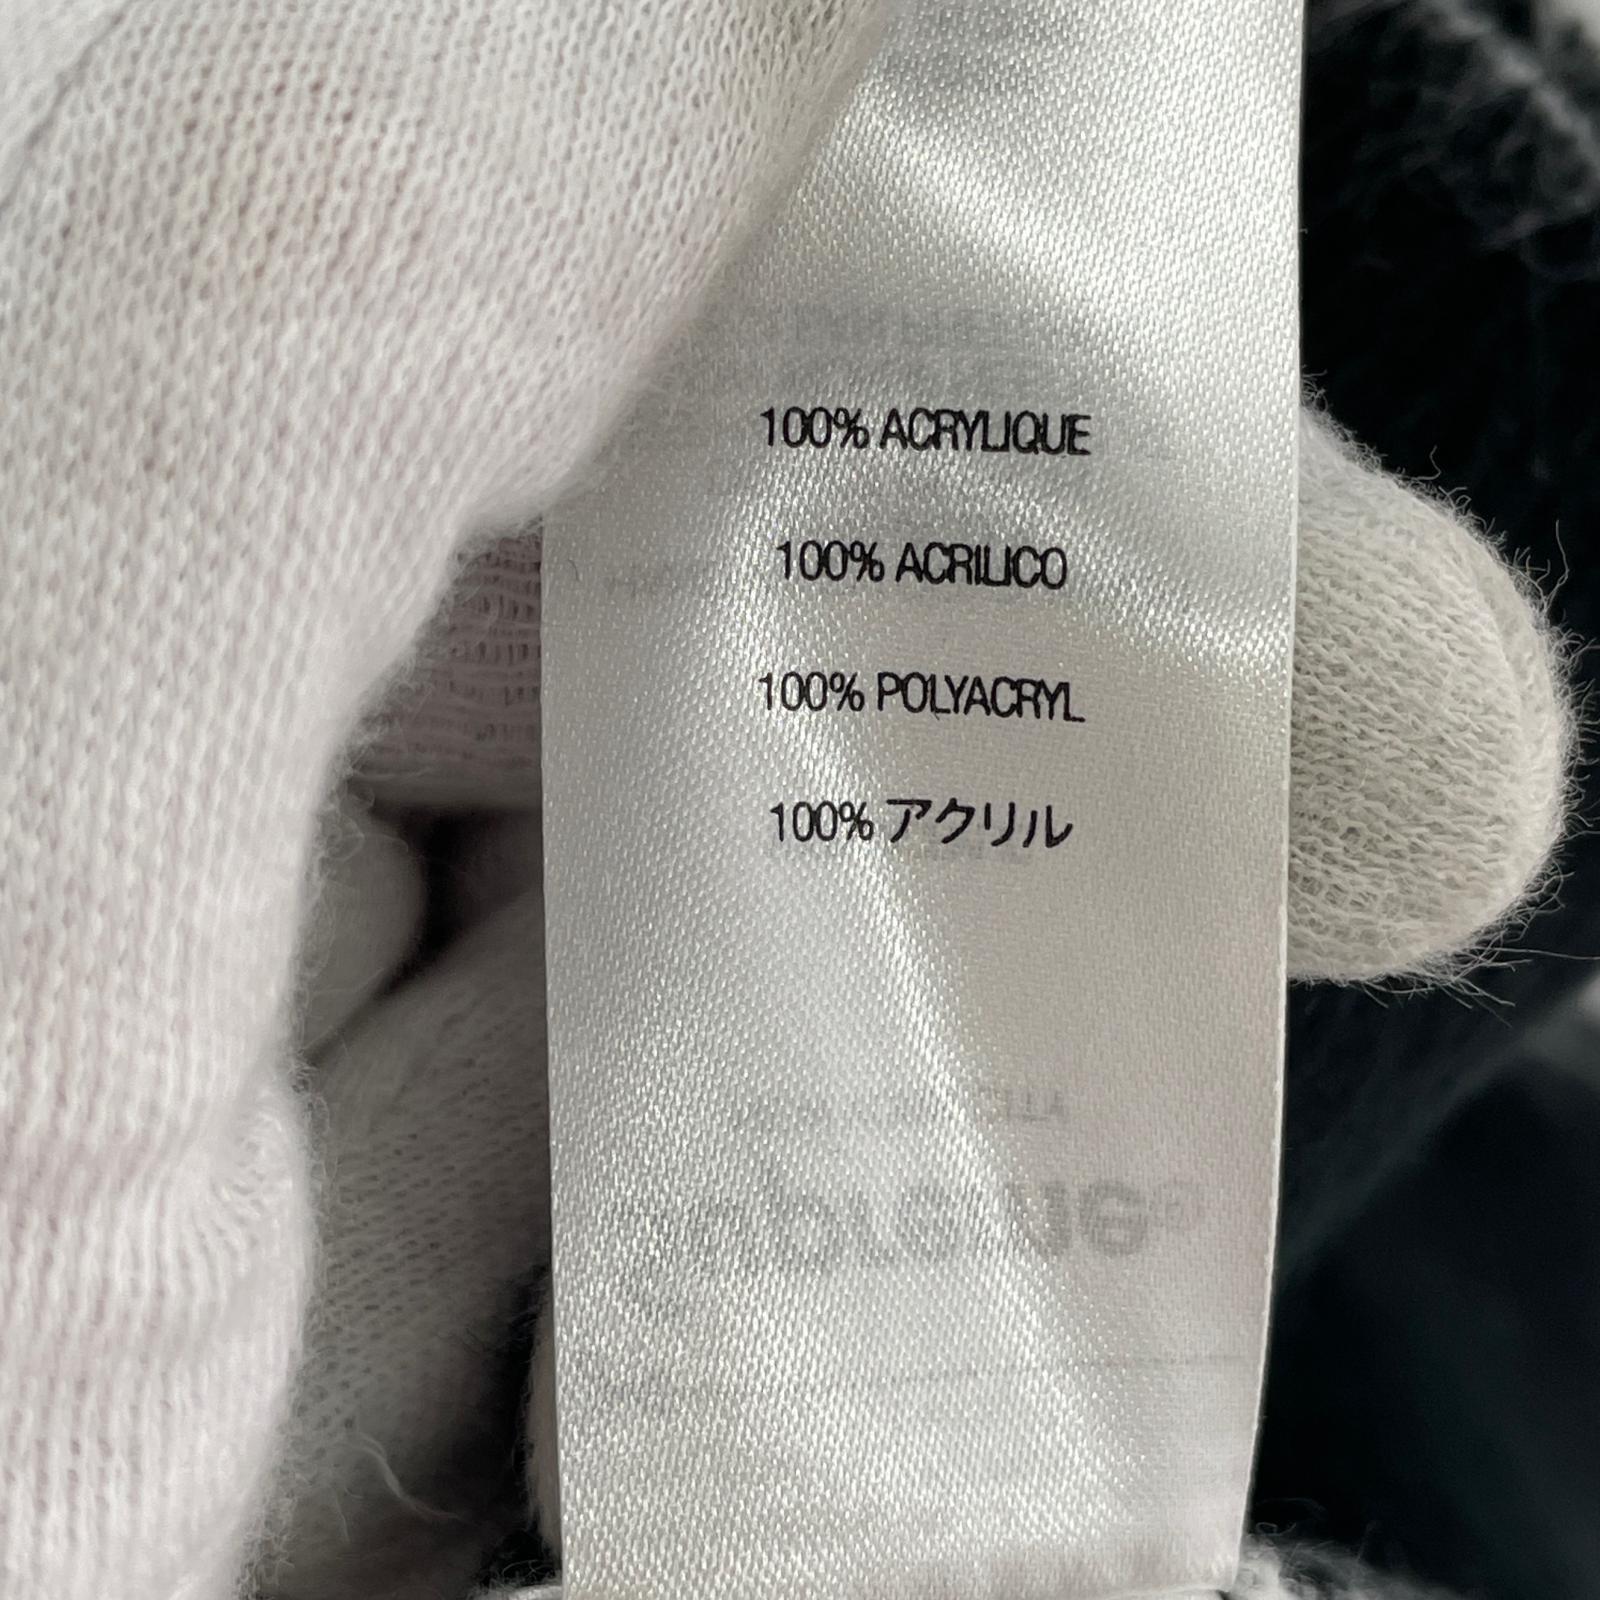 100% ACRYLIQUE
100% ACRILICO
100% POLYACRYL
100% アクリル